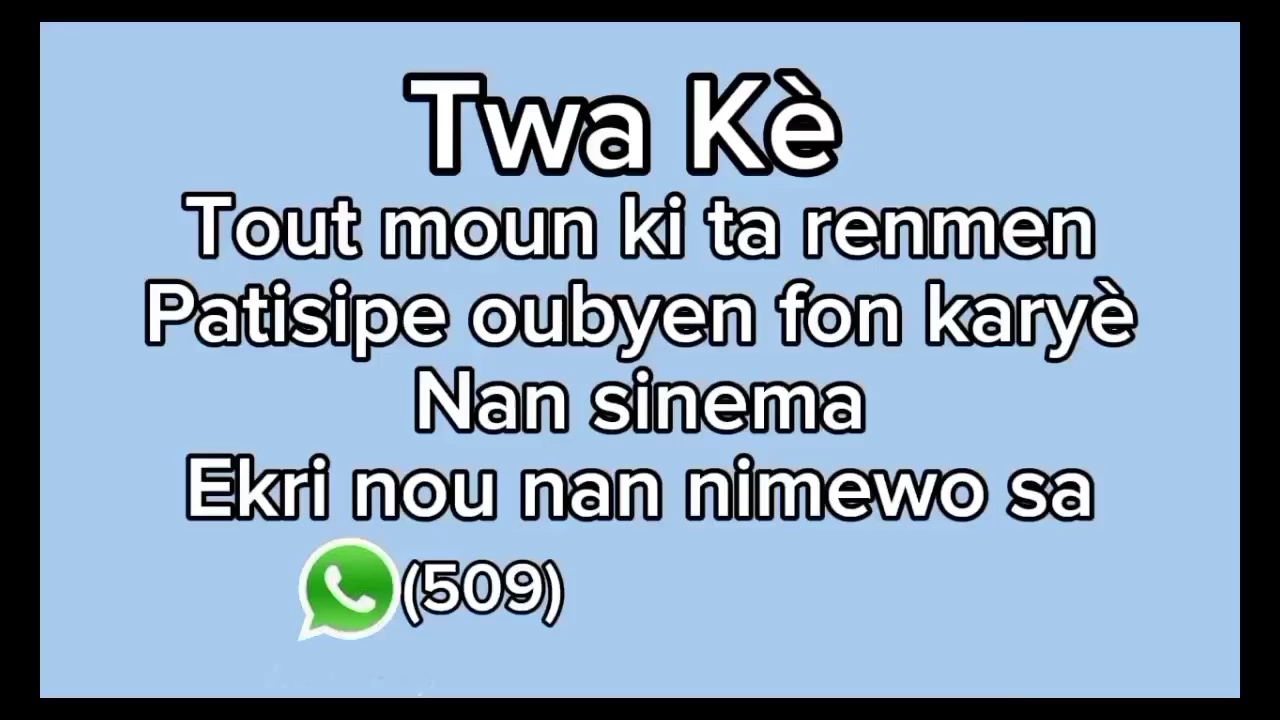 Twa Kè
Tout moun ki ta renmen
Patisipe oubyen fon karyè
Nan sinema
Ekri nou nan nimewo sa
(509)